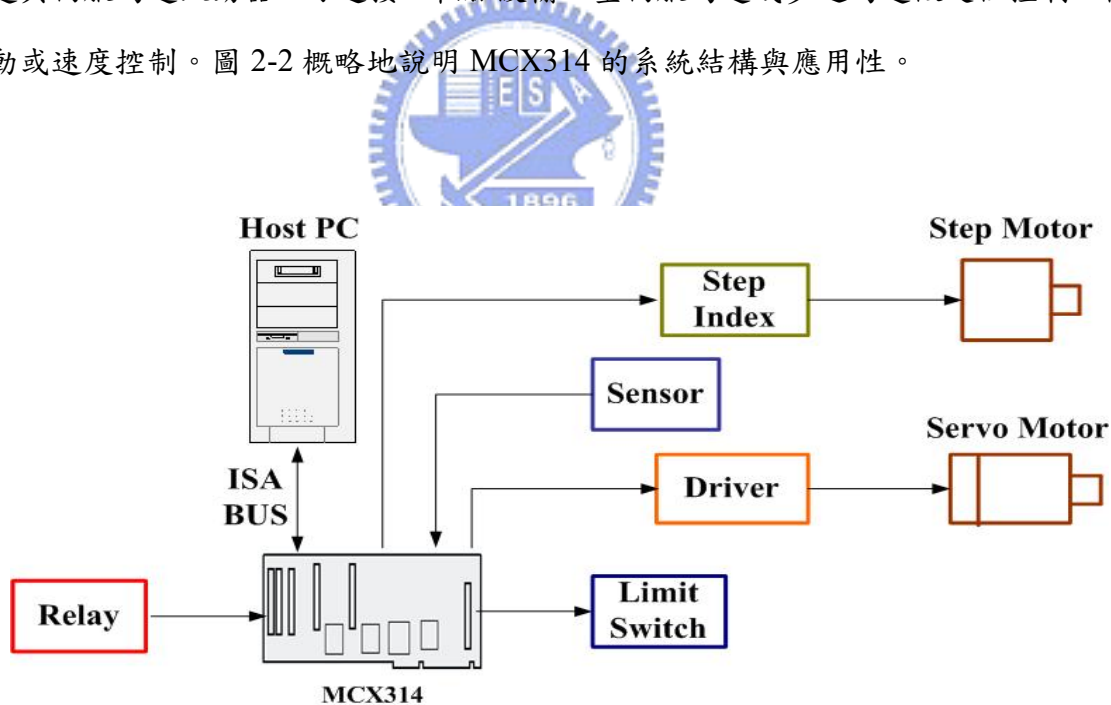 動或速度控制。圖 2-2 概略地說明 MCX314 的系統結構與應用性。
E S
1896
Host PC
Step Motor
Step
Index
Sensor
Servo Motor
ISA
BUS
Driver
Relay
Limit
Switch
MCX314